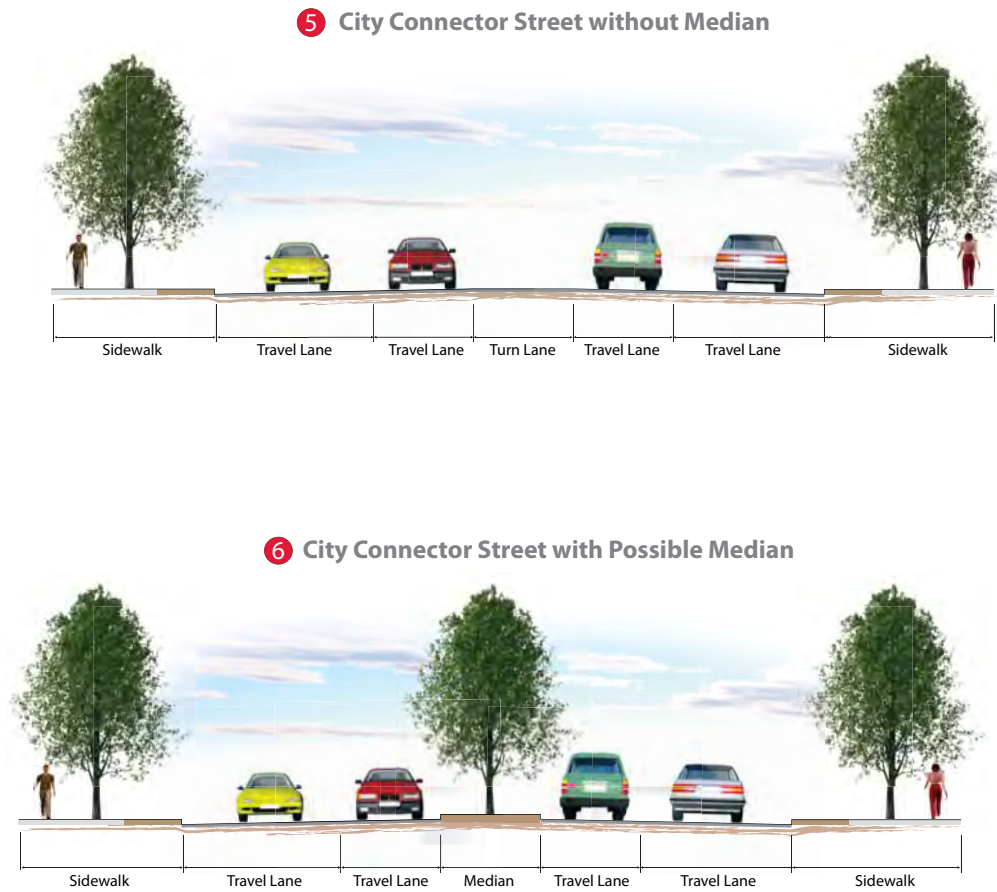 5 City Connector Street without Median
Sidewalk Travel Lane Travel Lane Turn Lane Travel Lane Travel Lane Sidewalk
6 City Connector Street with Possible Median
Sidewalk Travel Lane Travel Lane Median Travel Lane Travel Lane Sidewalk